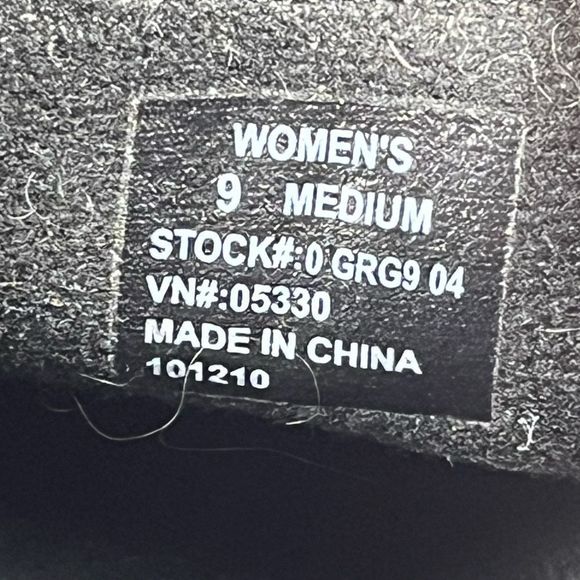 WOMEN'S
9 MEDIUM
STOCK#:0 GRG9 04
VN#:05330
MADE IN CHINA
101210